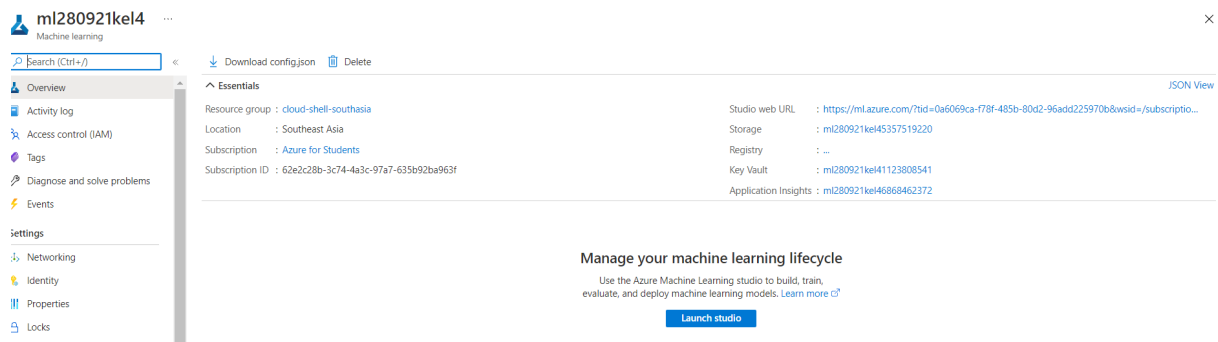 ml280921kel4 ...
Machine learning
Search (Ctrl+/)
Overview
Activity log
Access control (IAM)
Tags
Diagnose and solve problems
Events
Settings
Networking
Identity
Properties
Locks
Download config.json Delete
Essentials JSON View
Resource group : cloud-shell-southasia
Location : Southeast Asia
Subscription : Azure for Students
Subscription ID : 62e2c28b-3c74-4a3c-97a7-635b92ba963f
Studio web URL : https://ml.azure.com/?tid=0a6069ca-f78f-485b-80d2-96add225970b&wsid=/subscriptio...
Storage : ml280921kel45357519220
Registry : ...
Key Vault : ml280921kel41123808541
Application Insights : ml280921kel46868462372
Manage your machine learning lifecycle
Use the Azure Machine Learning studio to build, train,
evaluate, and deploy machine learning models. Learn more
Launch studio